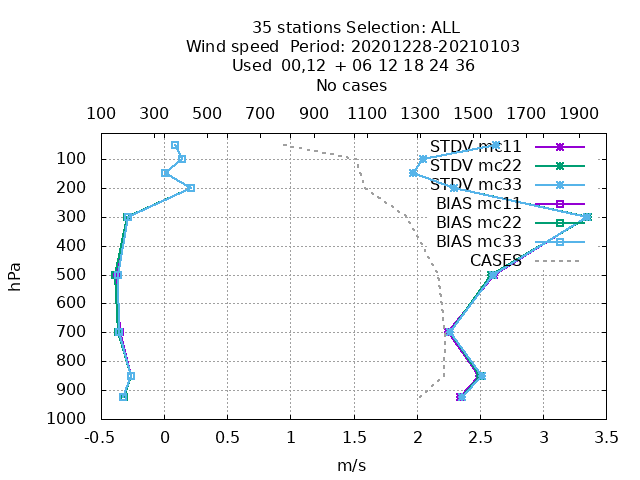 35 stations Selection: ALL
Wind speed  Period: 20201228-20210103
Used  00,12  + 06 12 18 24 36
No cases
100 300 500 700 900 1100 1300 1500 1700 1900
STDV mc11
100
STDV mc22
STDV mc33
200
BIAS mc11
300
BIAS mc22
BIAS mc33
400
CASES
500
hPa
600
700
800
900
1000
-0.5 0 0.5 1 1.5 2 2.5 3 3.5
m/s